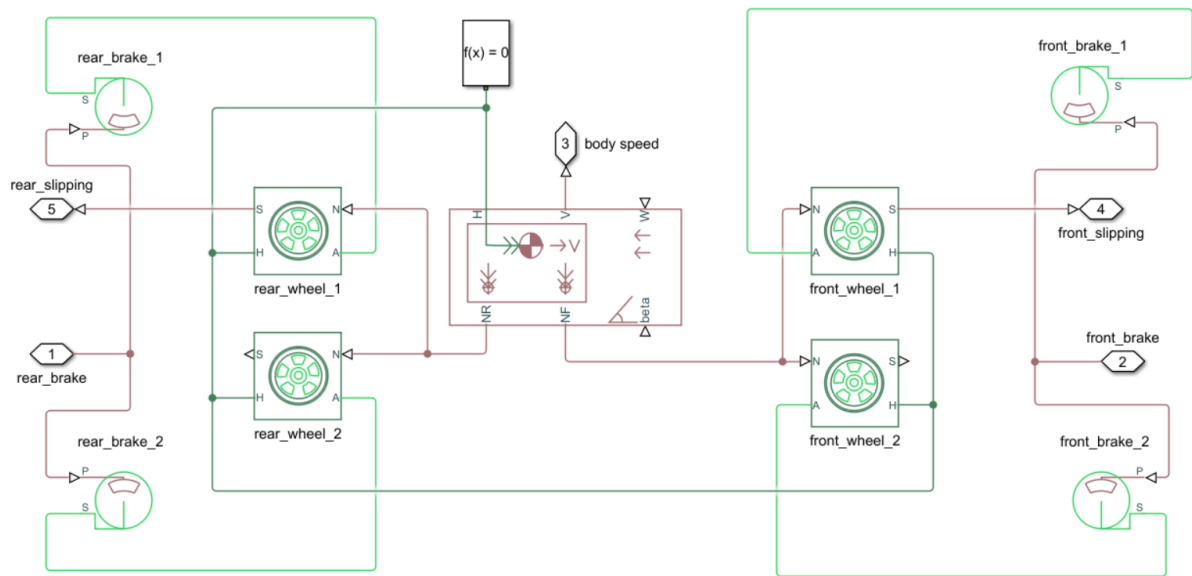 rear_brake_1
S
P
rear_slipping
5
1
rear_brake
rear_brake_2
P
S
S
N
H
A
rear_wheel_1
S
N
H
A
rear_wheel_2
f(x) = 0
3
body speed
H
V
W
V
NR
NF
beta
N
S
A
H
front_wheel_1
N
S
A
H
front_wheel_2
front_brake_1
S
P
4
front_slipping
front_brake
2
front_brake_2
P
S